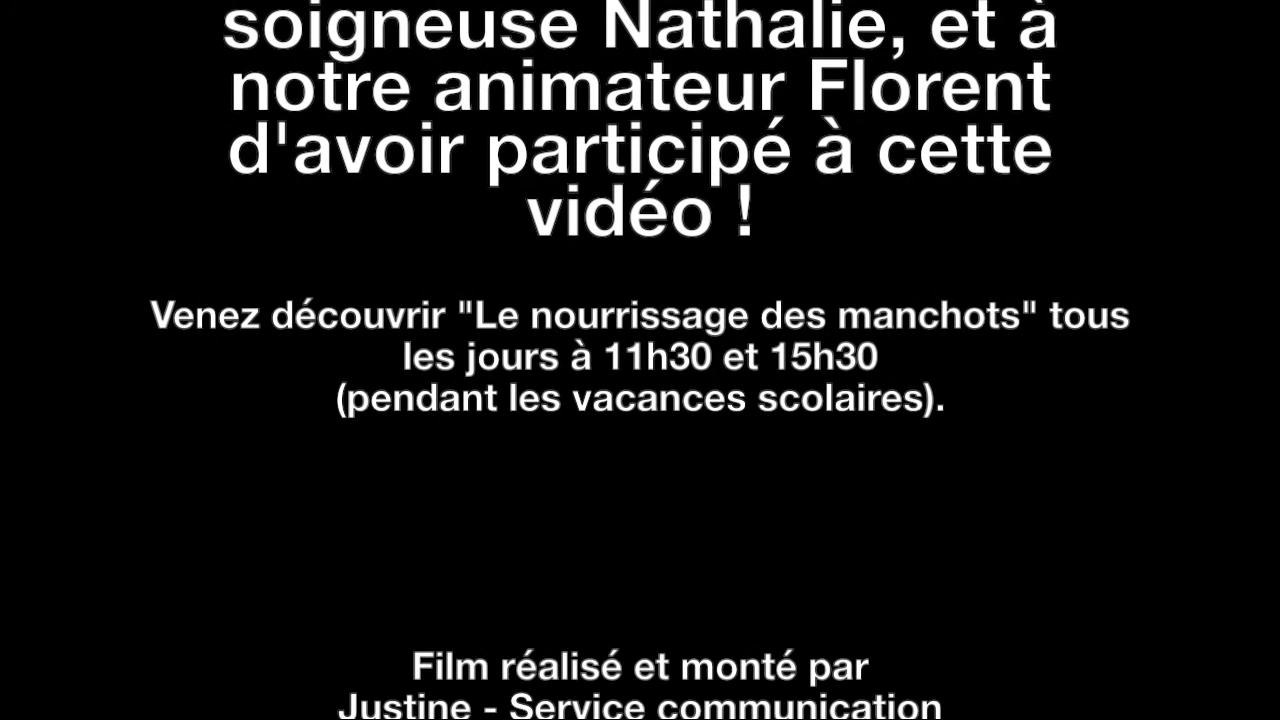 soigneuse Nathalie, et à
notre animateur Florent
d'avoir participé à cette
vidéo !
Venez découvrir "Le nourrissage des manchots" tous
les jours à 11h30 et 15h30
(pendant les vacances scolaires).
Film réalisé et monté par
Justine - Service communication